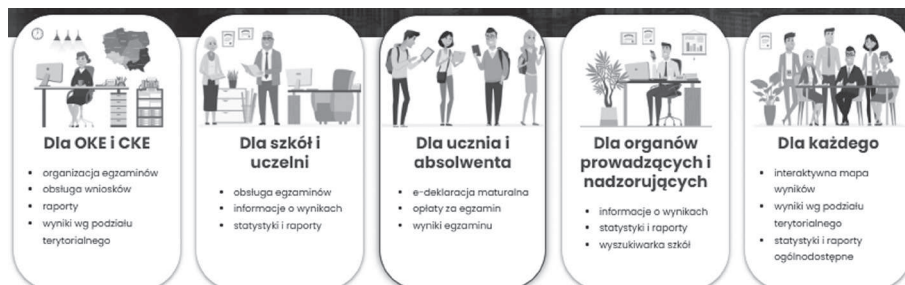 Dla OKE i CKE
▪ organizacja egzaminów
▪ obsługa wniosków
▪ raporty
▪ wyniki wg podziału
terytorialnego
Dla szkół i
uczelni
▪ obsługa egzaminów
▪ informacje o wynikach
▪ statystyki i raporty
Dla ucznia i
absolwenta
▪ e-deklaracja maturalna
▪ opłaty za egzamin
▪ wyniki egzaminu
Dla organów
prowadzących i
nadzorujących
▪ informacje o wynikach
▪ statystyki i raporty
▪ wyszukiwarka szkół
Dla każdego
▪ interaktywna mapa
wyników
▪ wyniki wg podziału
terytorialnego
▪ statystyki i raporty
ogólnodostępne